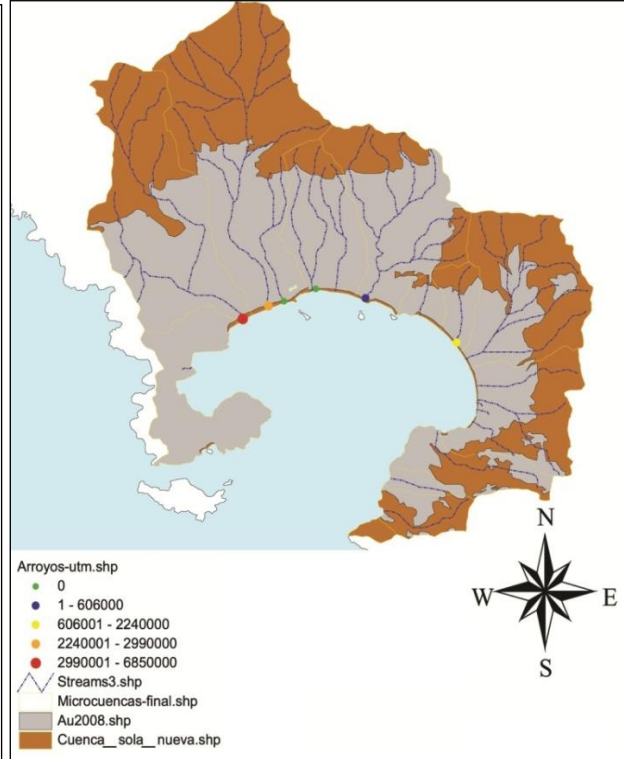 N
W
E
S
Arroyos-utm.shp
0
1 - 606000
606001 - 2240000
2240001 - 2990000
2990001 - 6850000
Streams3.shp
Microcuencas-final.shp
Au2008.shp
Cuenca__sola__nueva.shp